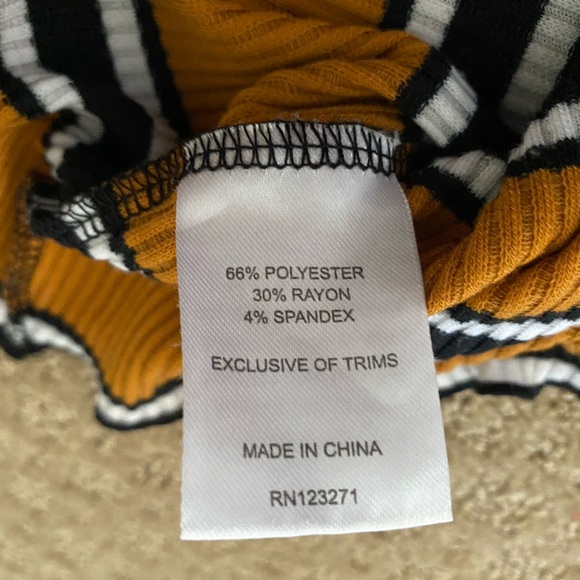 66% POLYESTER
30% RAYON
4% SPANDEX
EXCLUSIVE OF TRIMS
MADE IN CHINA
RN123271